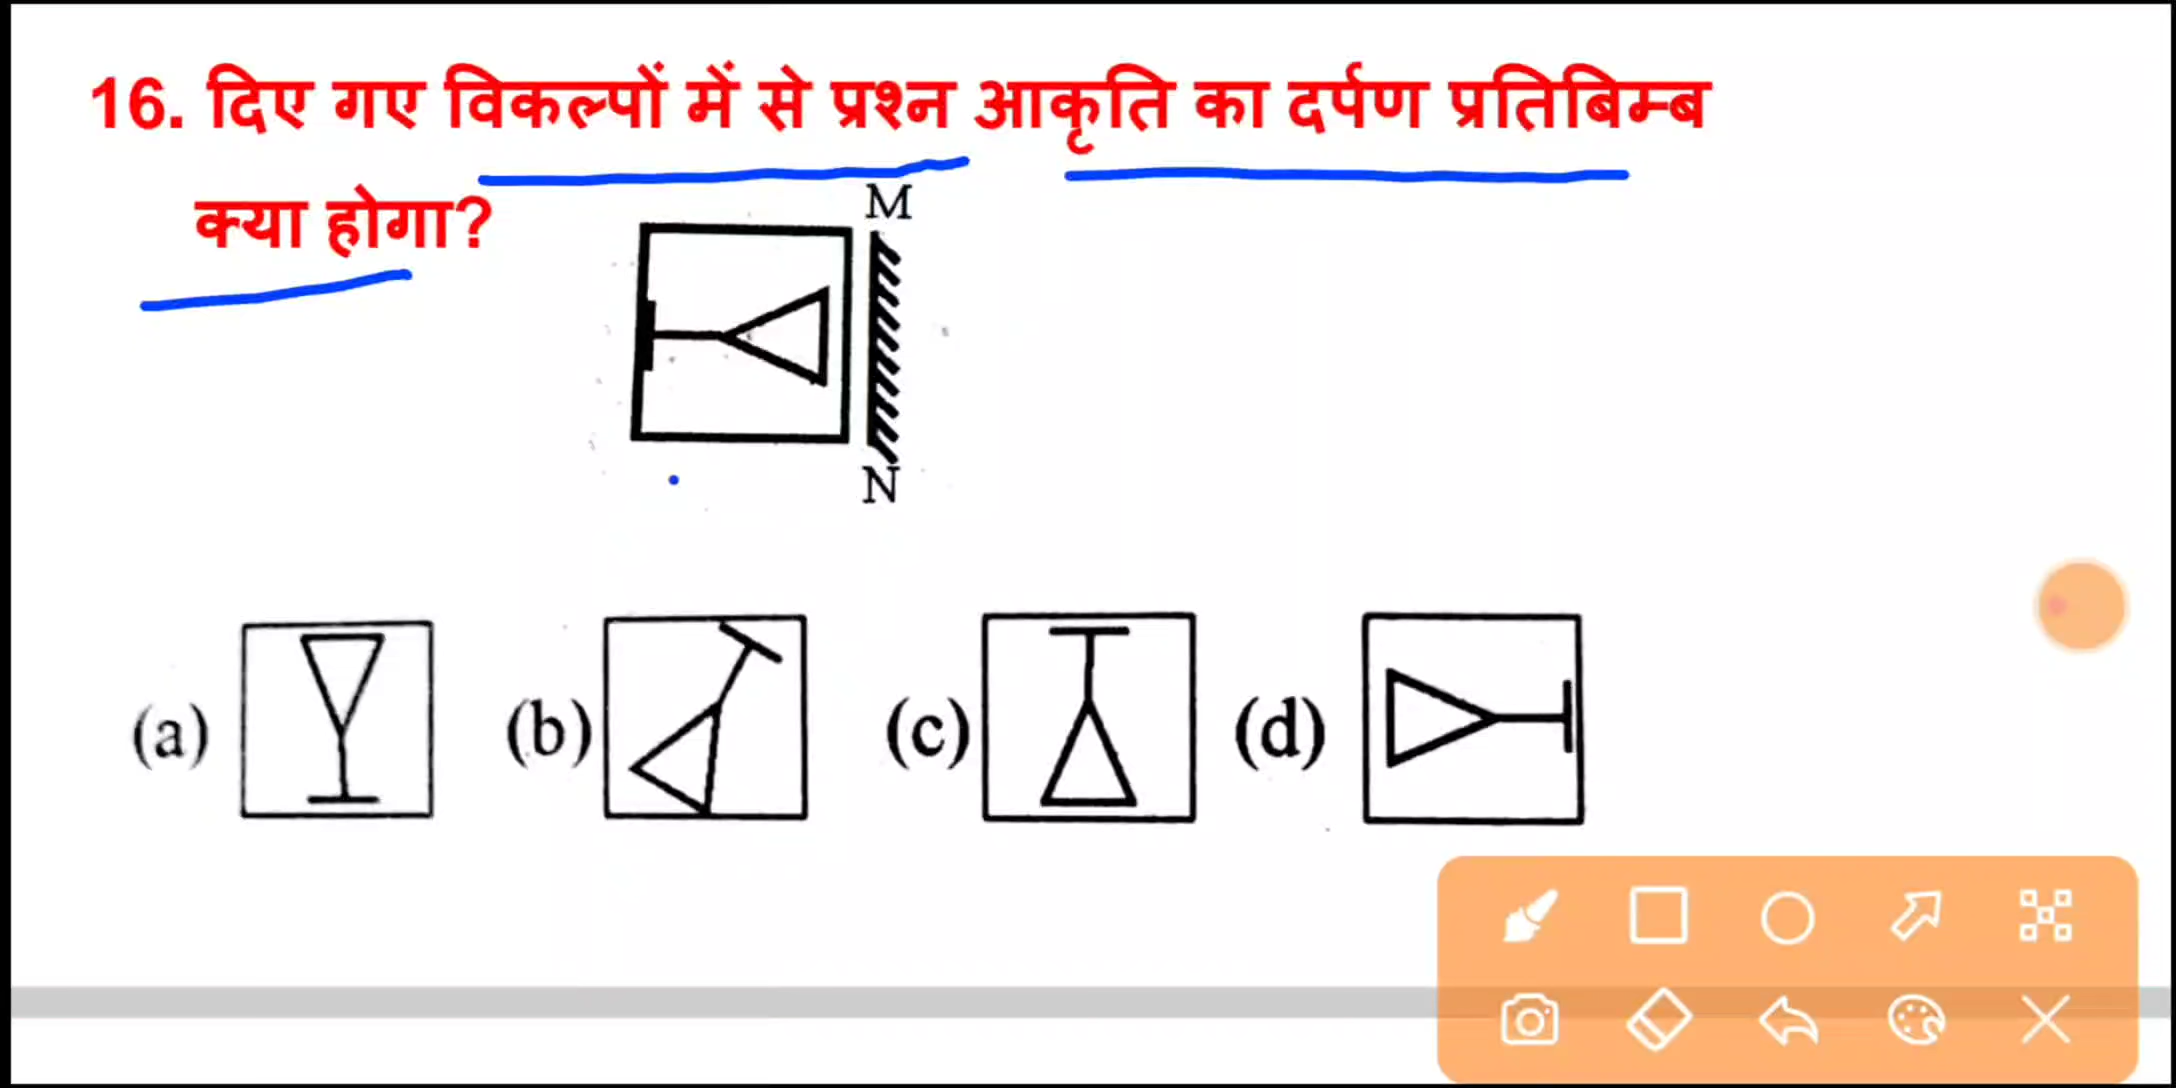 16. दिए गए विकल्पों में से प्रश्न आकृति का दर्पण प्रतिबिम्ब
क्या होगा?
M
N
(a) (b) (c) (d)